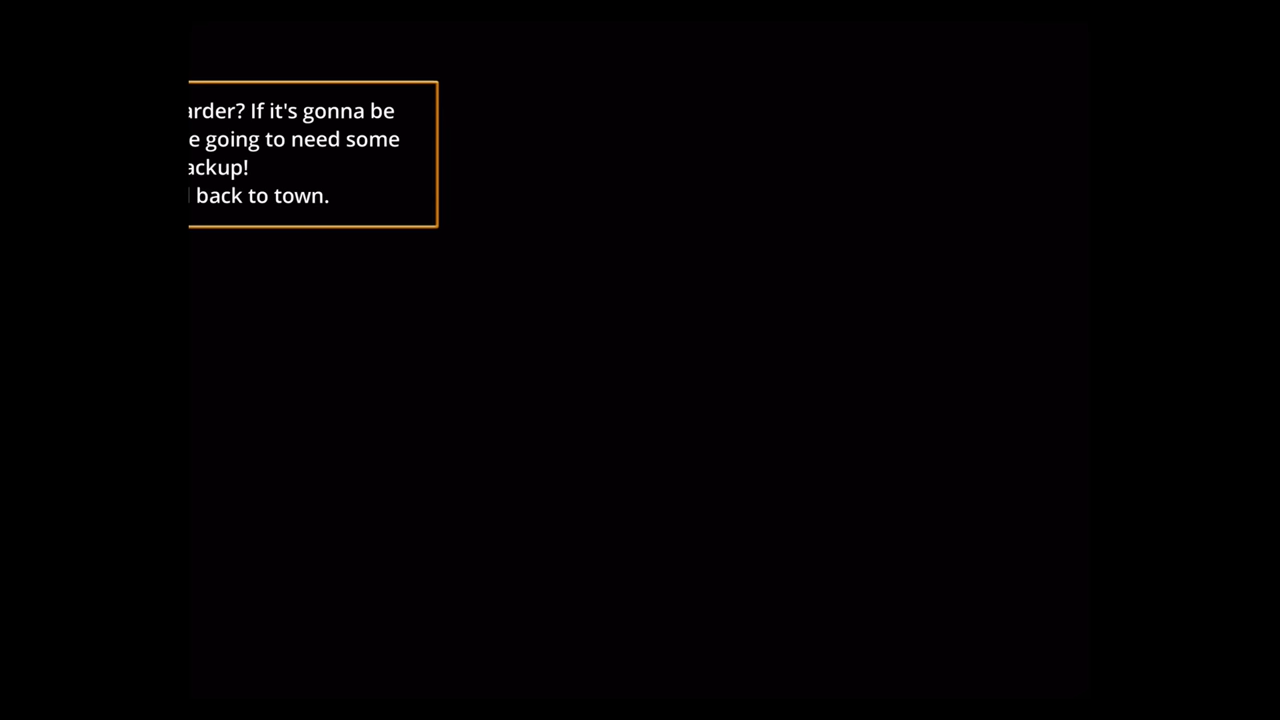 arder? If it's gonna be
e going to need some
ackup!
back to town.